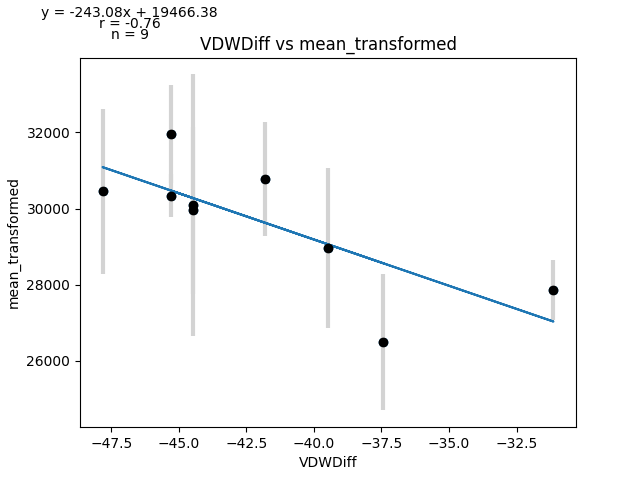 y = -243.08x + 19466.38
r = -0.76
n = 9
VDWDiff vs mean_transformed
mean_transformed
32000
30000
28000
26000
−47.5 −45.0 −42.5 −40.0 −37.5 −35.0 −32.5
VDWDiff